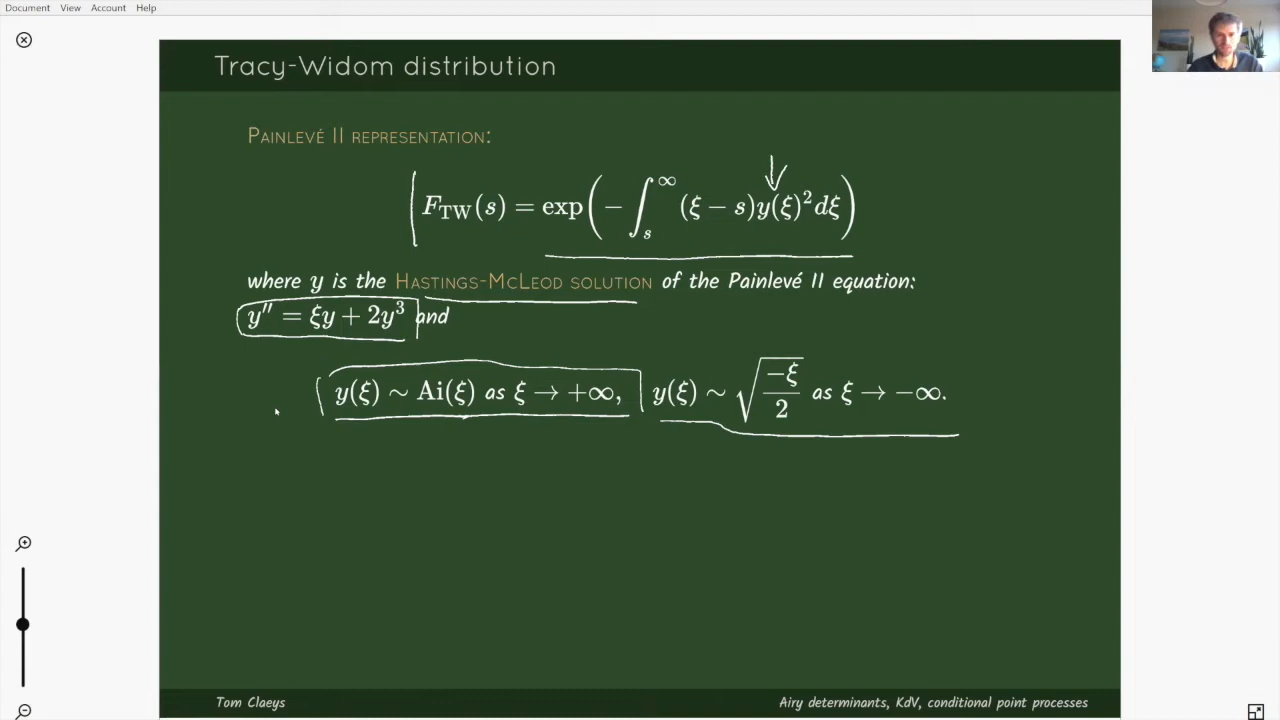 Document View Account Help
Tracy-Widom distribution
Painlevé II representation:
F_TW(s) = exp(−∫_s^∞ (ξ − s)y(ξ)²dξ)
where y is the Hastings-McLeod solution of the Painlevé II equation:
y″ = ξy + 2y³ and
y(ξ) ∼ Ai(ξ) as ξ → +∞, y(ξ) ∼ √(−ξ/2) as ξ → −∞.
Tom Claeys Airy determinants, KdV, conditional point processes